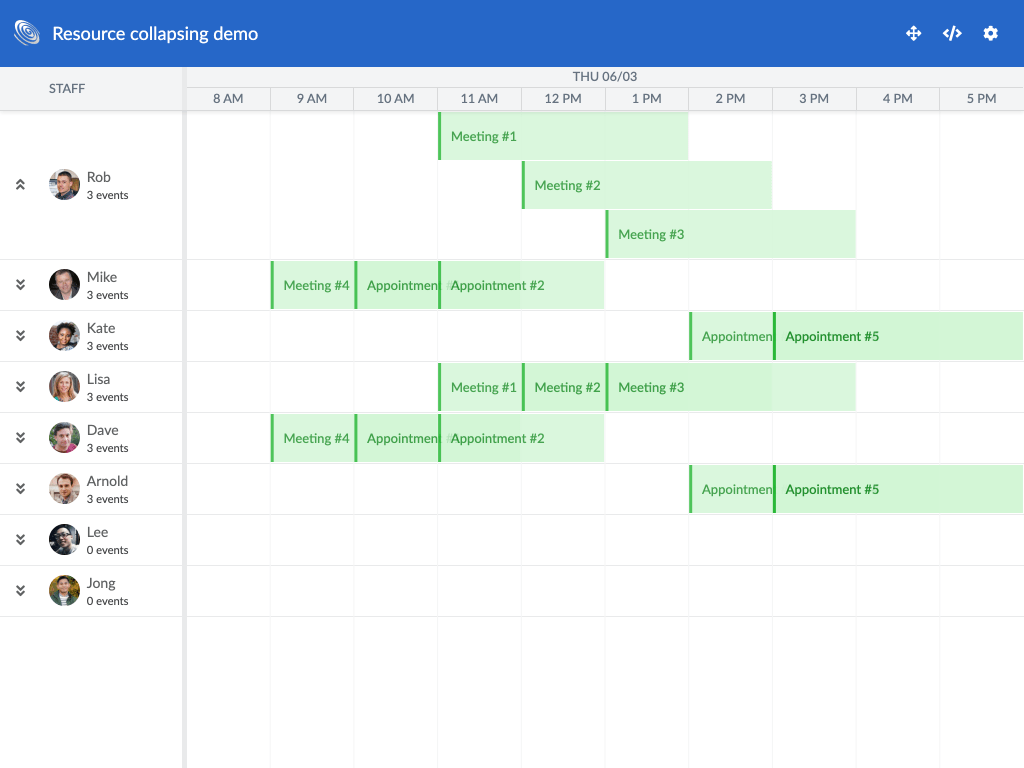 Resource collapsing demo
STAFF
THU 06/03
8 AM 9 AM 10 AM 11 AM 12 PM 1 PM 2 PM 3 PM 4 PM 5 PM
Rob
3 events
Meeting #1
Meeting #2
Meeting #3
Mike
3 events
Meeting #4 Appointment Appointment #2
Kate
3 events
Appointmen Appointment #5
Lisa
3 events
Meeting #1 Meeting #2 Meeting #3
Dave
3 events
Meeting #4 Appointment Appointment #2
Arnold
3 events
Appointmen Appointment #5
Lee
0 events
Jong
0 events